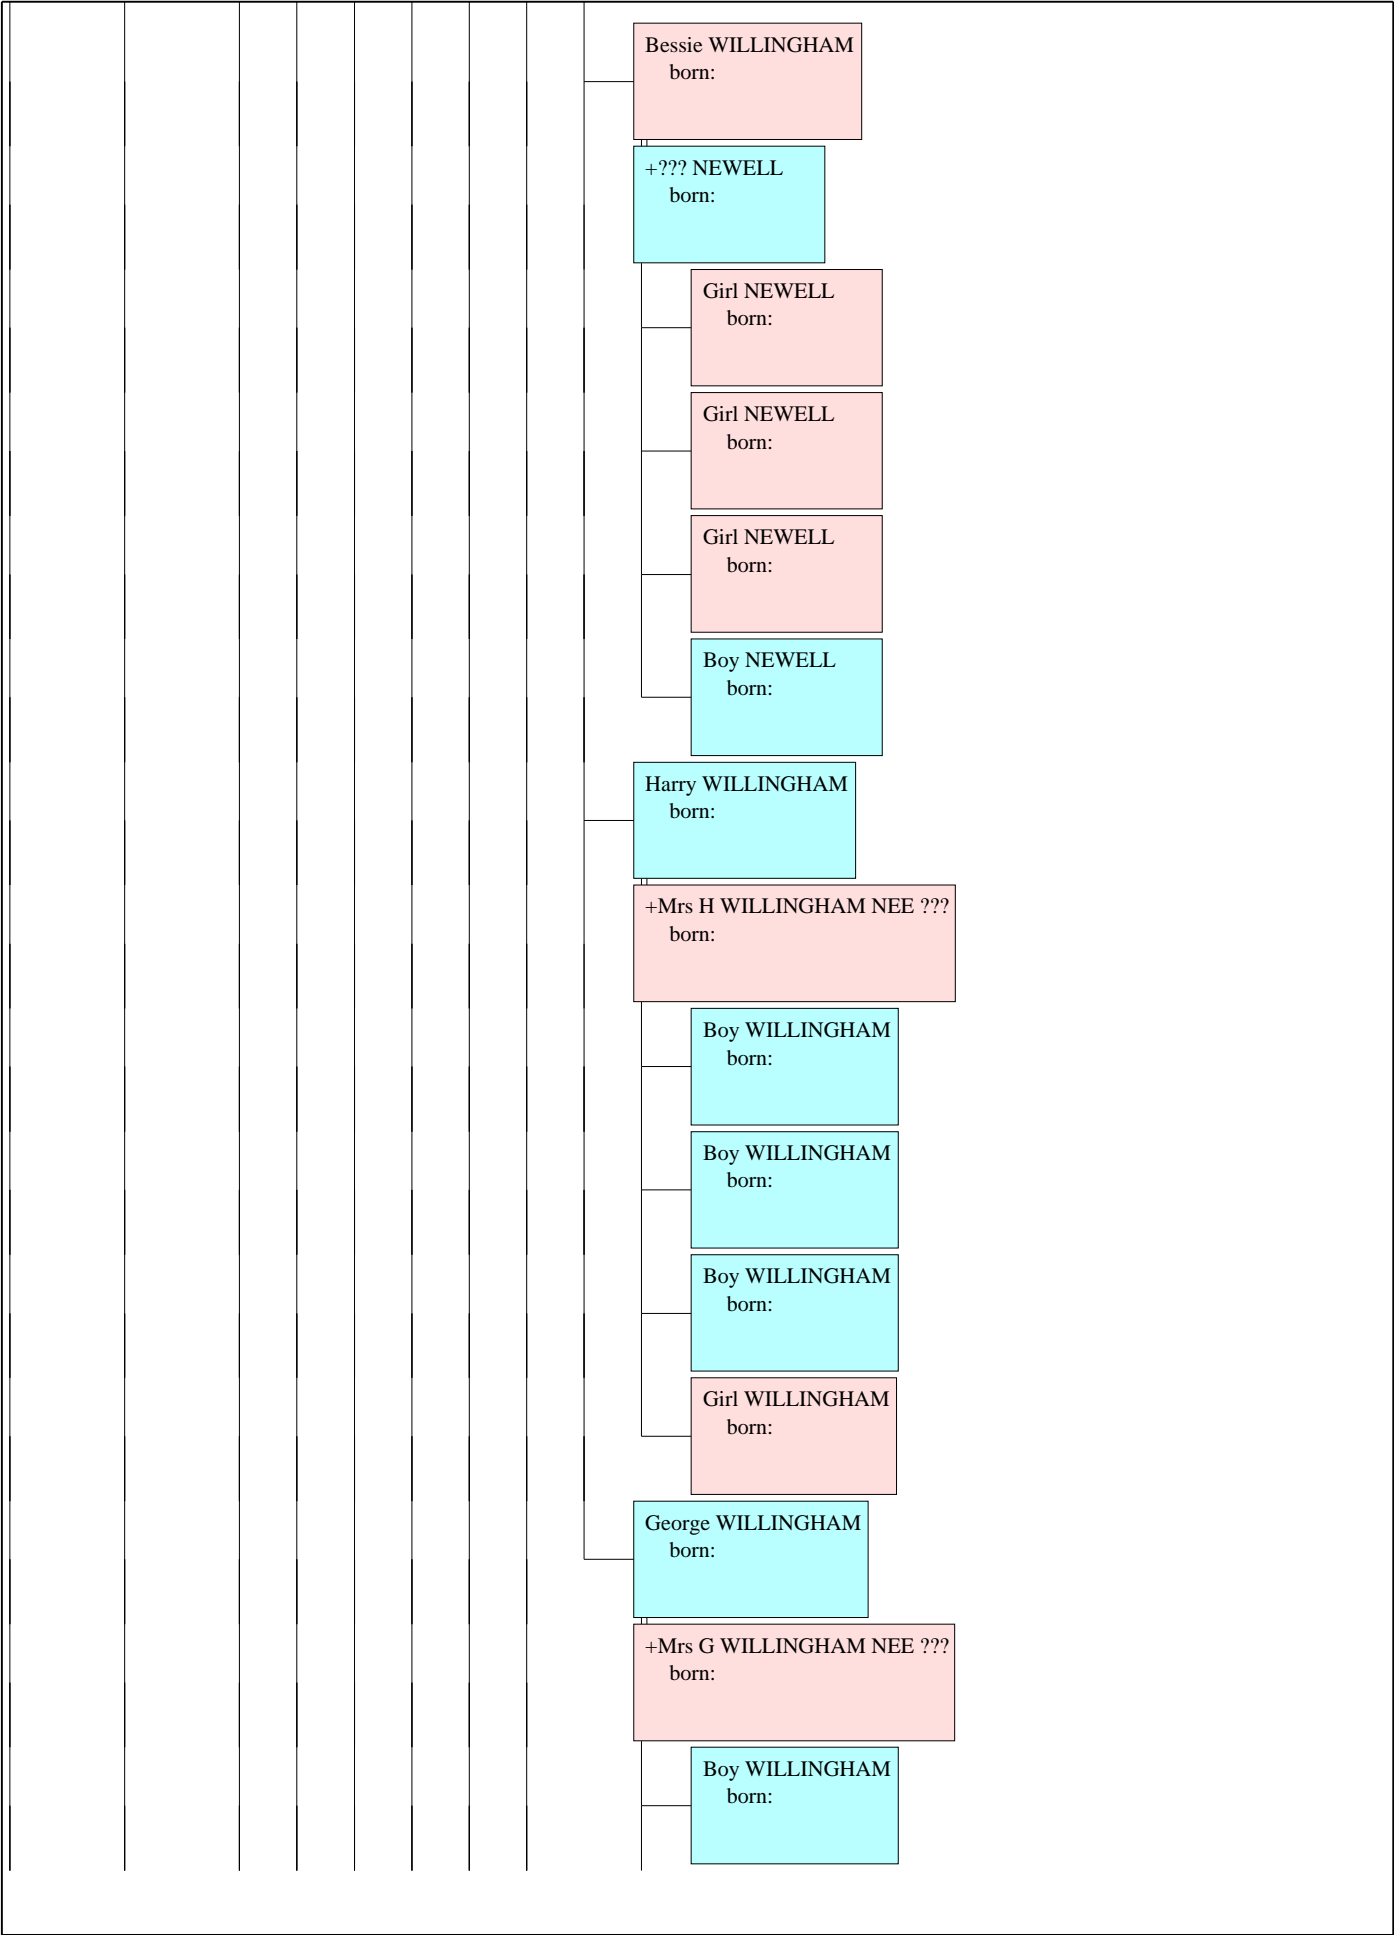 Bessie WILLINGHAM
born:
+??? NEWELL
born:
Girl NEWELL
born:
Girl NEWELL
born:
Girl NEWELL
born:
Boy NEWELL
born:
Harry WILLINGHAM
born:
+Mrs H WILLINGHAM NEE ???
born:
Boy WILLINGHAM
born:
Boy WILLINGHAM
born:
Boy WILLINGHAM
born:
Girl WILLINGHAM
born:
George WILLINGHAM
born:
+Mrs G WILLINGHAM NEE ???
born:
Boy WILLINGHAM
born: